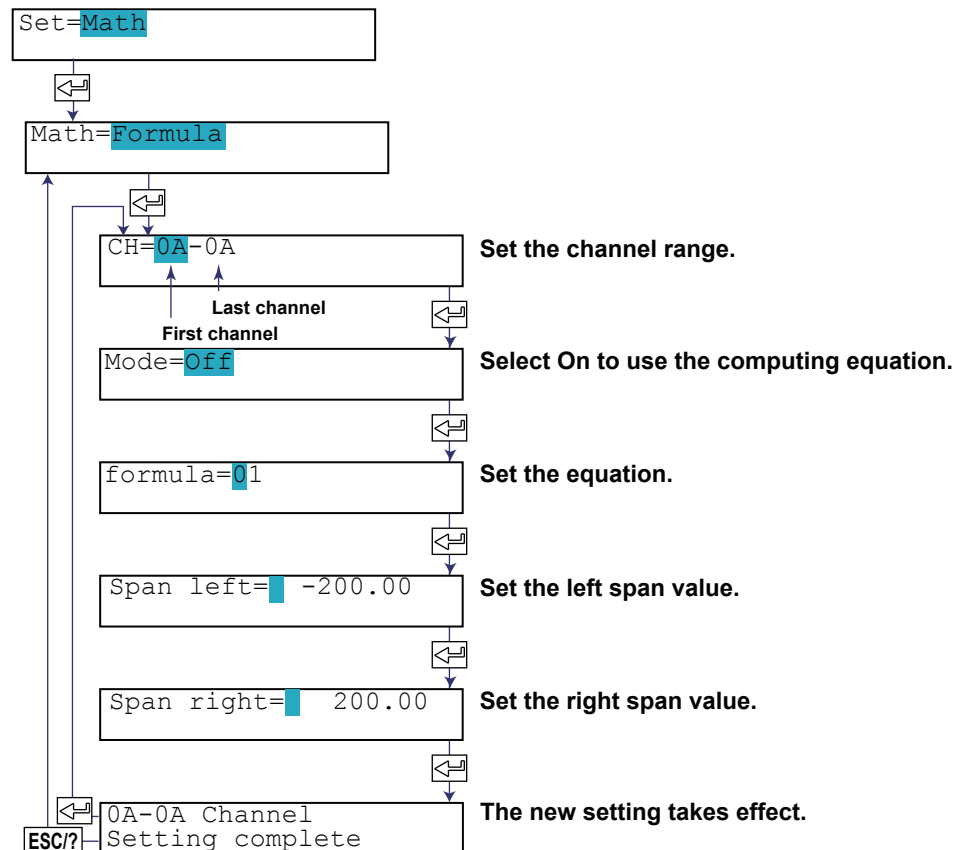 Set=Math
Math=Formula
CH=0A-0A
Set the channel range.
Last channel
First channel
Mode=Off
Select On to use the computing equation.
formula=01
Set the equation.
Span left= -200.00
Set the left span value.
Span right= 200.00
Set the right span value.
0A-0A Channel
The new setting takes effect.
ESC/?
Setting complete